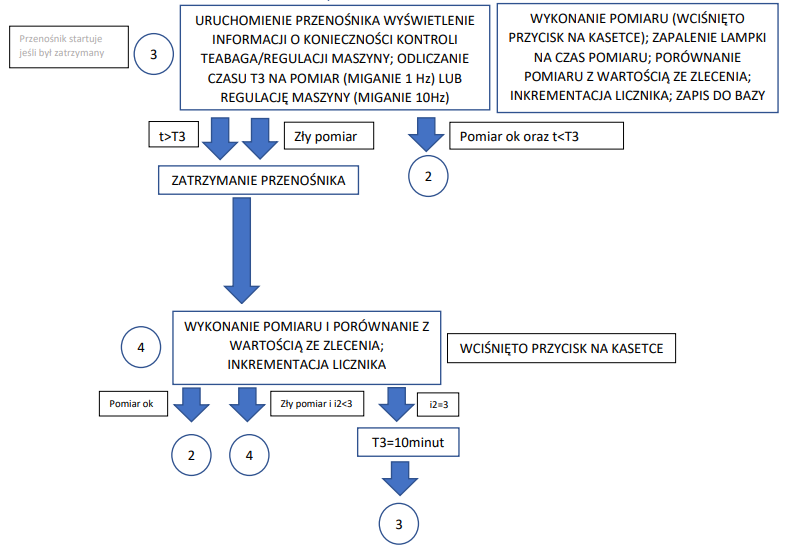 URUCHOMIENIE PRZENOŚNIKA WYŚWIETLENIE
INFORMACJI O KONIECZNOŚCI KONTROLI
TEABAGA/REGULACJI MASZYNY; ODLICZANIE
CZASU T3 NA POMIAR (MIGANIE 1 Hz) LUB
REGULACJĘ MASZYNY (MIGANIE 10Hz)
WYKONANIE POMIARU (WCIŚNIĘTO
PRZYCISK NA KASETCE); ZAPALENIE LAMPKI
NA CZAS POMIARU; PORÓWNANIE
POMIARU Z WARTOŚCIĄ ZE ZLECENIA;
INKREMENTACJA LICZNIKA; ZAPIS DO BAZY
Przenośnik startuje
jeśli był zatrzymany
3
t>T3
Zły pomiar
Pomiar ok oraz t<T3
ZATRZYMANIE PRZENOŚNIKA
2
4
WYKONANIE POMIARU I PORÓWNANIE Z
WARTOŚCIĄ ZE ZLECENIA;
INKREMENTACJA LICZNIKA
WCIŚNIĘTO PRZYCISK NA KASETCE
Pomiar ok
Zły pomiar i i2<3
i2=3
2
4
T3=10minut
3